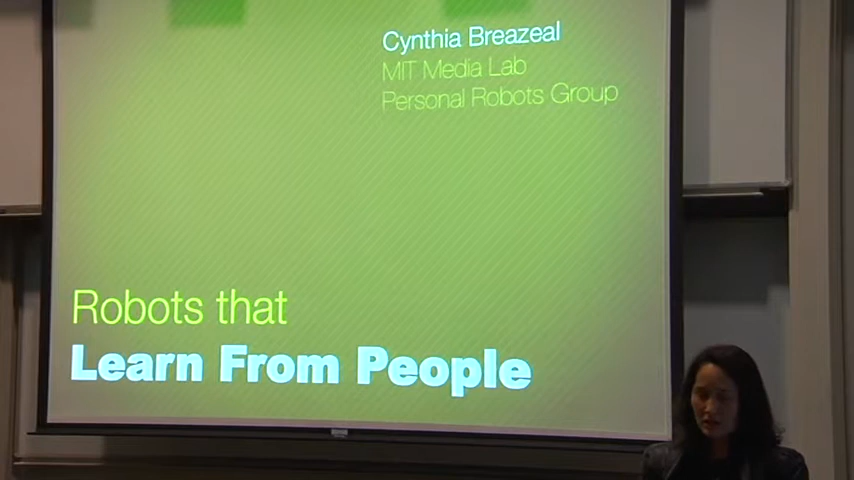 Cynthia Breazeal
MIT Media Lab
Personal Robots Group
Robots that
Learn From People